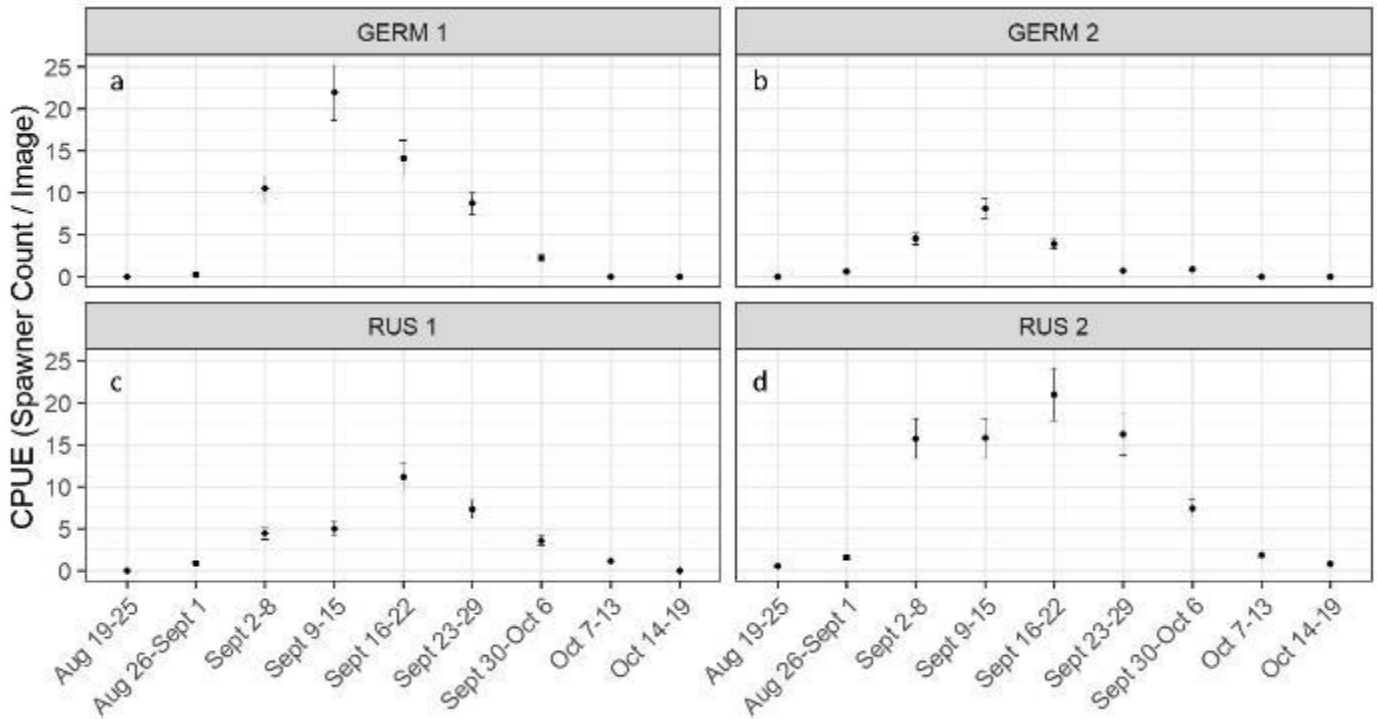 GERM 1
GERM 2
a
b
25
20
15
10
5
0
RUS 1
RUS 2
c
d
25
20
15
10
5
0
CPUE (Spawner Count / Image)
Aug 19-25
Aug 26-Sept 1
Sept 2-8
Sept 9-15
Sept 16-22
Sept 23-29
Sept 30-Oct 6
Oct 7-13
Oct 14-19
Aug 19-25
Aug 26-Sept 1
Sept 2-8
Sept 9-15
Sept 16-22
Sept 23-29
Sept 30-Oct 6
Oct 7-13
Oct 14-19